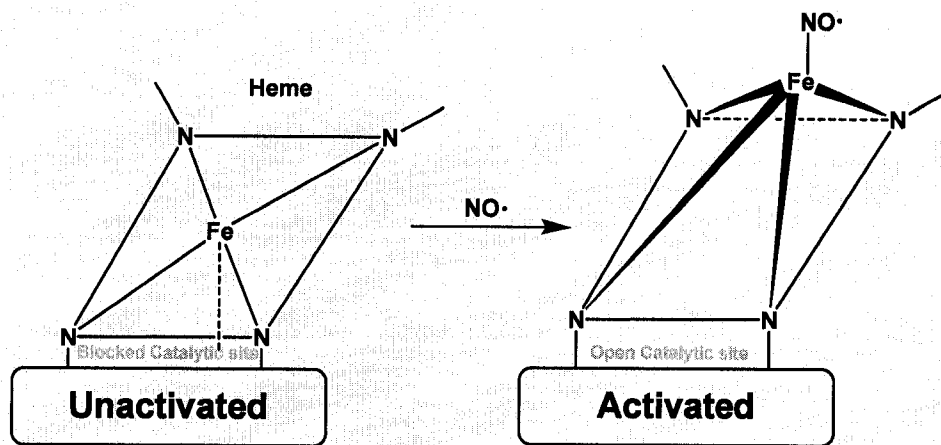 NO·
Heme
Fe
N
N
N
N
NO·
Fe
N
N
N
N
Blocked Catalytic site
Open Catalytic site
Unactivated
Activated